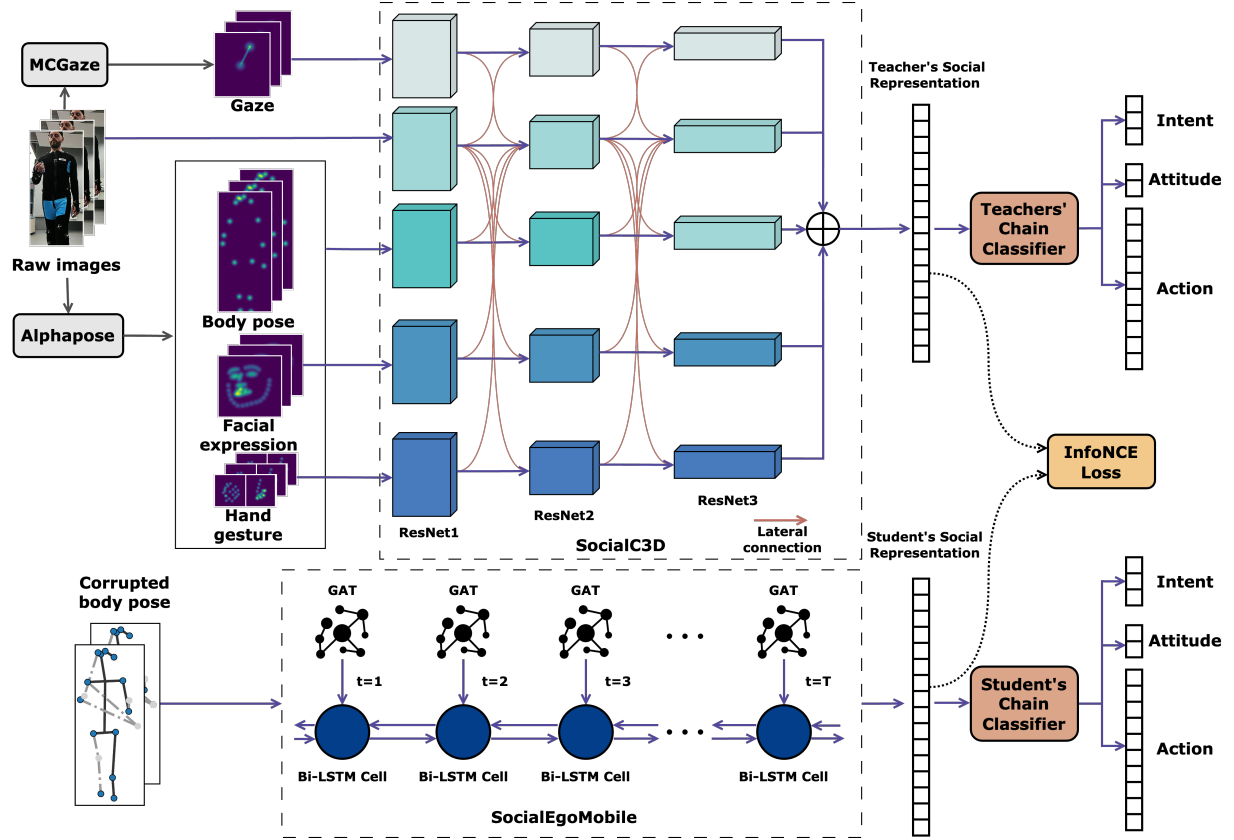 MCGaze
Gaze
Raw images
Alphapose
Body pose
Facial
expression
Hand
gesture
ResNet1
ResNet2
ResNet3
Lateral
connection
SocialC3D
Teacher's Social
Representation
Teachers'
Chain
Classifier
Intent
Attitude
Action
InfoNCE
Loss
Corrupted
body pose
GAT
GAT
GAT
GAT
t=1
t=2
t=3
t=T
Bi-LSTM Cell
Bi-LSTM Cell
Bi-LSTM Cell
Bi-LSTM Cell
SocialEgoMobile
Student's Social
Representation
Student's
Chain
Classifier
Intent
Attitude
Action